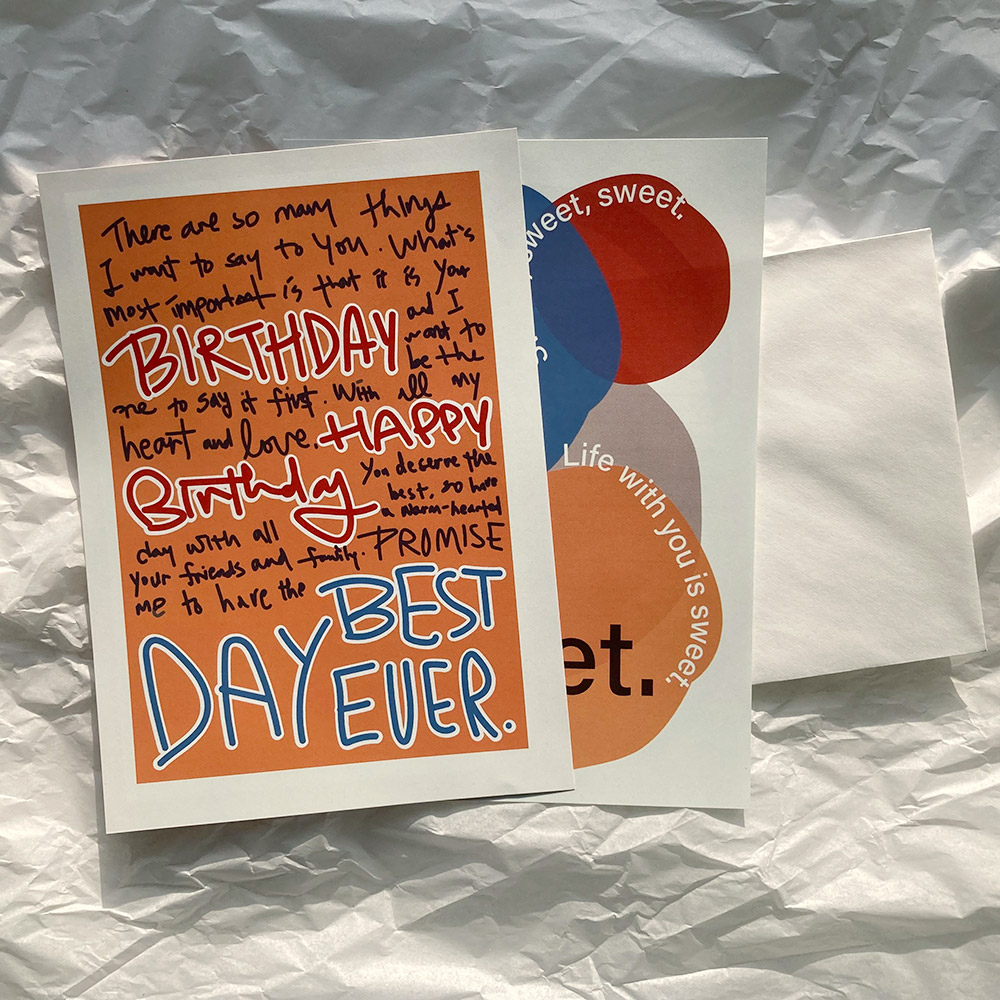 There are so many things
I want to say to you. What's
most important is that it is your
BIRTHDAY and I
want to
be the
one to say it first. With all my
heart and love. HAPPY
Birthday You deserve the
best, so have
a warm-hearted
day with all
your friends and family. PROMISE
me to have the BEST
DAY EVER.
sweet, sweet.
Life with you is sweet.
et.